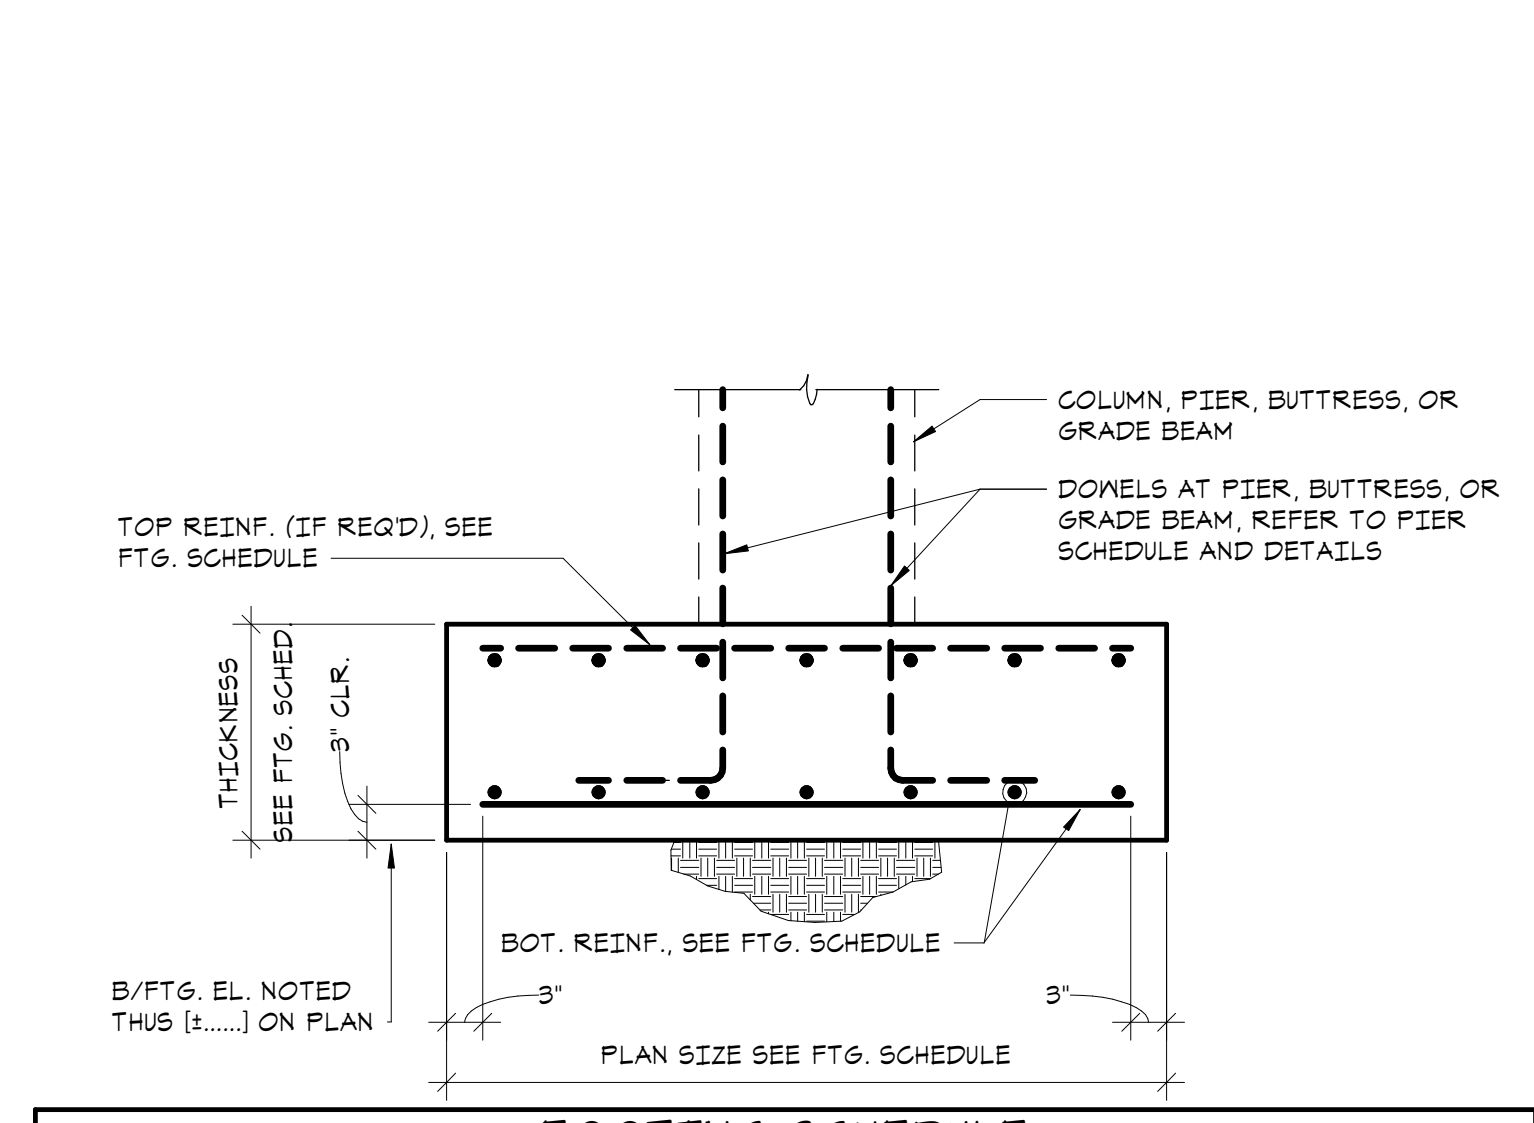 COLUMN, PIER, BUTTRESS, OR
GRADE BEAM
DOWELS AT PIER, BUTTRESS, OR
GRADE BEAM, REFER TO PIER
SCHEDULE AND DETAILS
TOP REINF. (IF REQ'D), SEE
FTG. SCHEDULE
THICKNESS
SEE FTG. SCHED.
3" CLR.
BOT. REINF., SEE FTG. SCHEDULE
B/FTG. EL. NOTED
THUS [±......] ON PLAN
3"
3"
PLAN SIZE SEE FTG. SCHEDULE